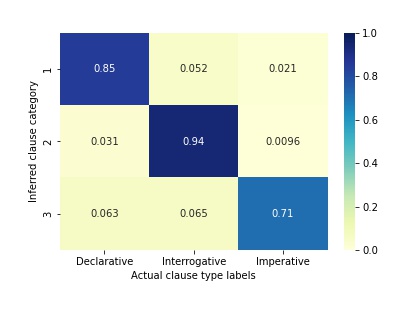 1.0
0.85 0.052 0.021
1
0.8
0.6
0.031 0.94 0.0096
2
0.4
0.2
0.063 0.065 0.71
3
0.0
Declarative Interrogative Imperative
Actual clause type labels
Inferred clause category